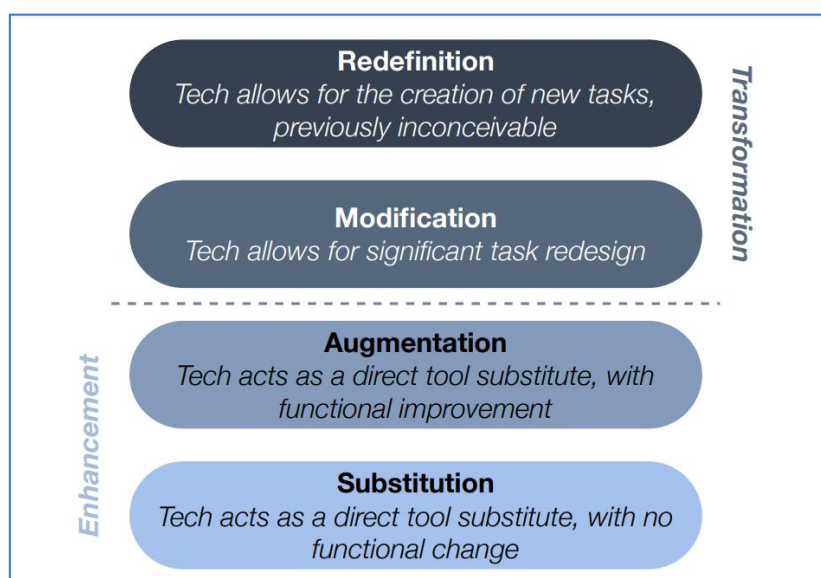 Redefinition
Tech allows for the creation of new tasks,
previously inconceivable
Transformation
Modification
Tech allows for significant task redesign
Augmentation
Tech acts as a direct tool substitute, with
functional improvement
Enhancement
Substitution
Tech acts as a direct tool substitute, with no
functional change